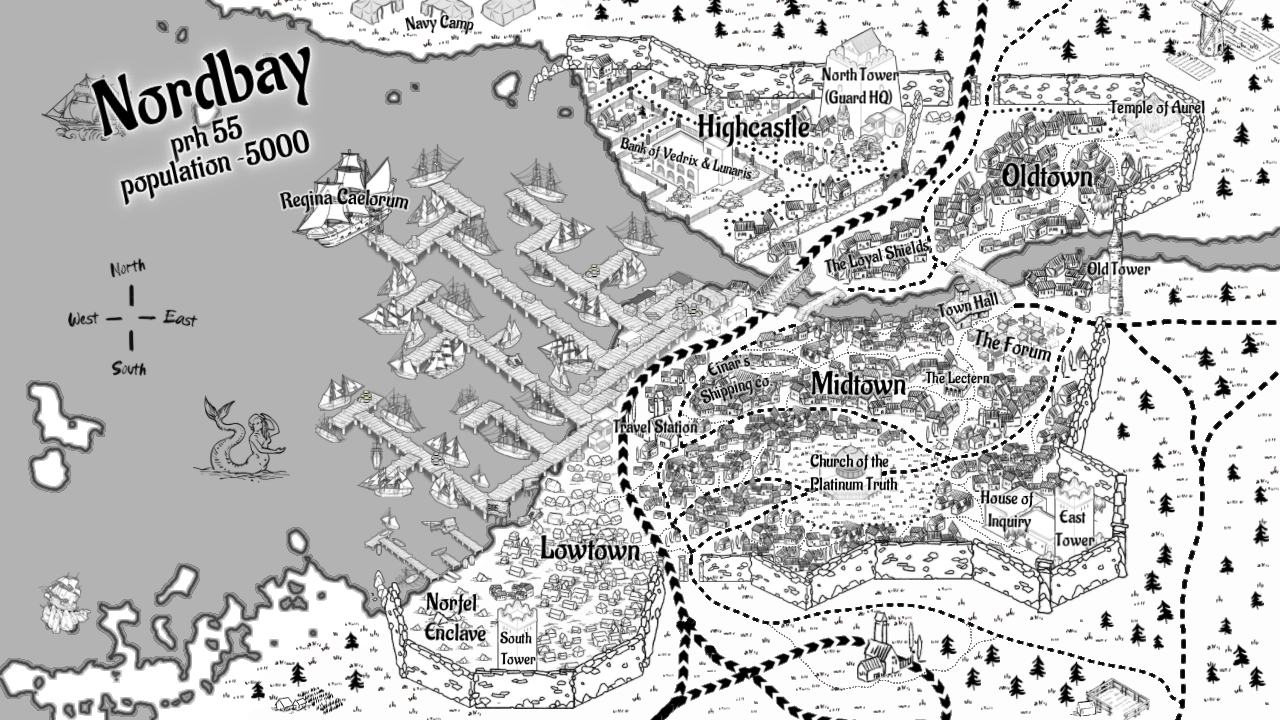 Navy Camp
Nordbay
prh 55
population ~5000
North Tower
(Guard HQ)
Highcastle
Bank of Vedrix & Lunaris
Temple of Aurel
Oldtown
Regina Caelorum
The Loyal Shields
Old Tower
North
West
East
South
Town Hall
The Forum
Einar's
Shipping co.
Midtown
The Lectern
Travel Station
Church of the
Platinum Truth
House of
Inquiry
East
Tower
Lowtown
Norfel
Enclave
South
Tower